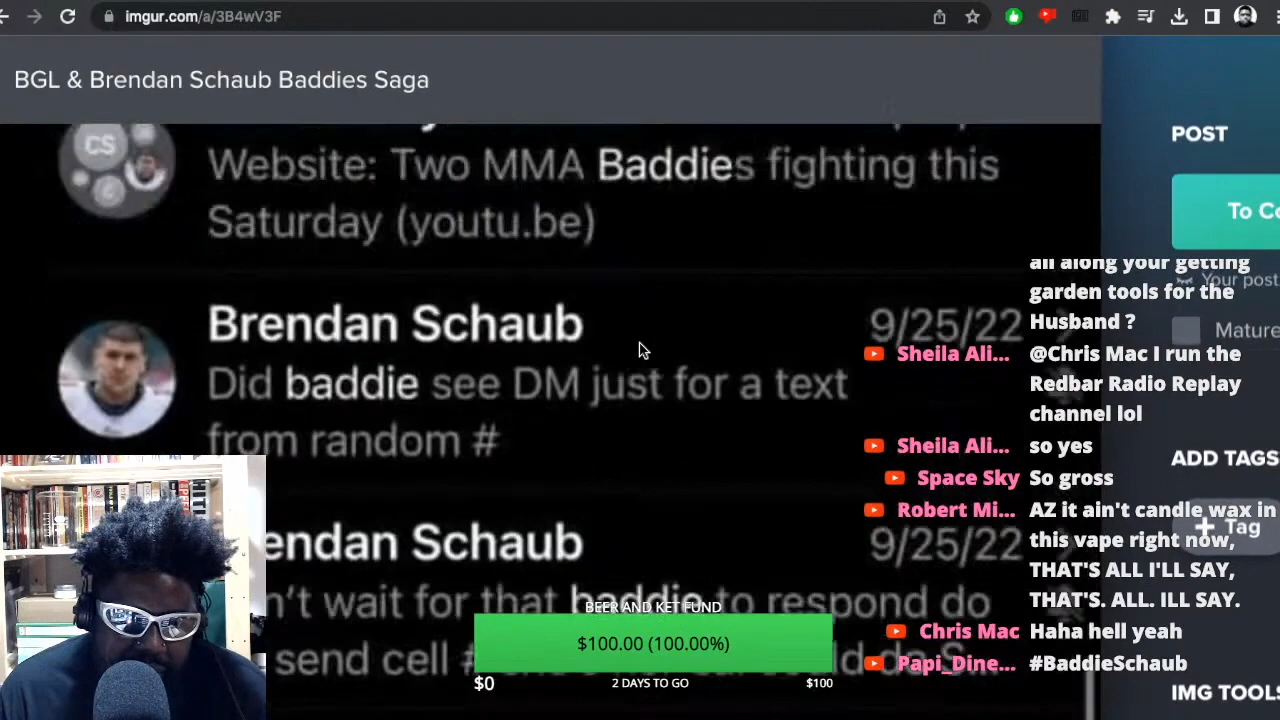 imgur.com/a/3B4wV3F
BGL & Brendan Schaub Baddies Saga
POST
CS
Website: Two MMA Baddies fighting this
Saturday (youtu.be)
To Co
all along your getting
garden tools for the
Husband ?
Your post
Mature
Brendan Schaub 9/25/22
Did baddie see DM just for a text
from random #
Sheila Ali... @Chris Mac I run the
Redbar Radio Replay
channel lol
Sheila Ali... so yes
ADD TAGS
Space Sky So gross
Robert Mi... AZ it ain't candle wax in
this vape right now,
THAT'S ALL I'LL SAY,
THAT'S. ALL. ILL SAY.
+ Tag
endan Schaub 9/25/22
n't wait for that baddie to respond do
send cell #
BEER AND KET FUND
$100.00 (100.00%)
$0 2 DAYS TO GO $100
Chris Mac Haha hell yeah
Papi_Dine... #BaddieSchaub
IMG TOOLS